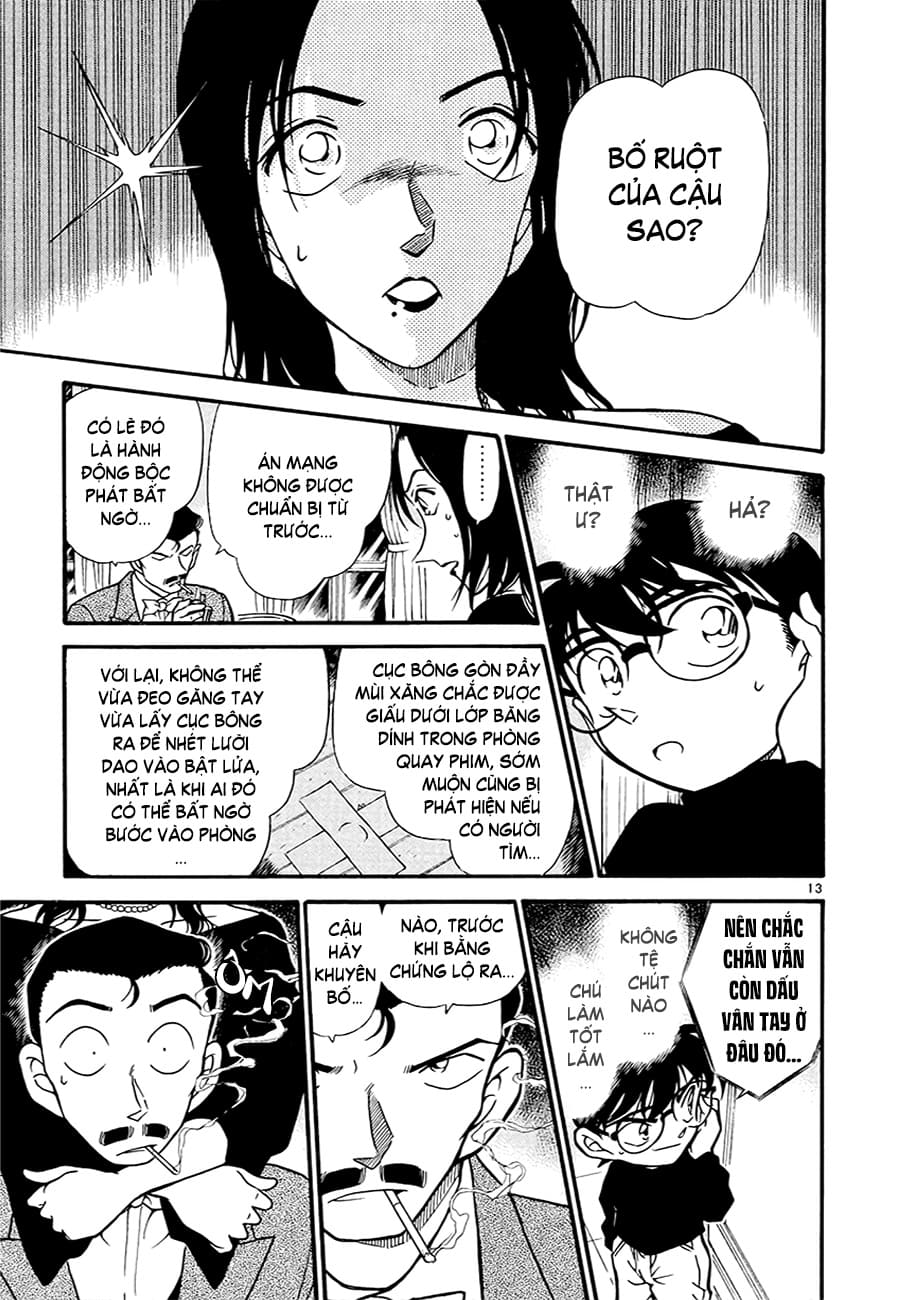 BỐ RUỘT
CỦA CẬU
SAO?
HẢ?
THẬT
Ư?
.......
ÁN MẠNG
KHÔNG ĐƯỢC
CHUẨN BỊ TỪ
TRƯỚC...
CÓ LẼ ĐÓ
LÀ HÀNH
ĐỘNG BỘC
PHÁT BẤT
NGỜ...
CỤC BÔNG GÒN ĐẦY
MÙI XĂNG CHẮC ĐƯỢC
GIẤU DƯỚI LỚP BĂNG
DÍNH TRONG PHÒNG
QUAY PHIM, SỚM
MUỘN CŨNG BỊ
PHÁT HIỆN NẾU
CÓ NGƯỜI
TÌM...
VỚI LẠI, KHÔNG THỂ
VỪA ĐEO GĂNG TAY
VỪA LẤY CỤC BÔNG
RA ĐỂ NHÉT LƯỠI
DAO VÀO BẬT LỬA,
NHẤT LÀ KHI AI ĐÓ
CÓ THỂ BẤT NGỜ
BƯỚC VÀO PHÒNG
...
13
NÊN CHẮC
CHẮN VẪN
CÒN DẤU
VÂN TAY Ở
ĐÂU ĐÓ...
KHÔNG
TỆ
CHÚT
NÀO
...
CHÚ
LÀM
TỐT
LẮM
...
NÀO, TRƯỚC
KHI BẰNG
CHỨNG LỘ RA...
CẬU
HÃY
KHUYÊN
BỐ...
ÔM